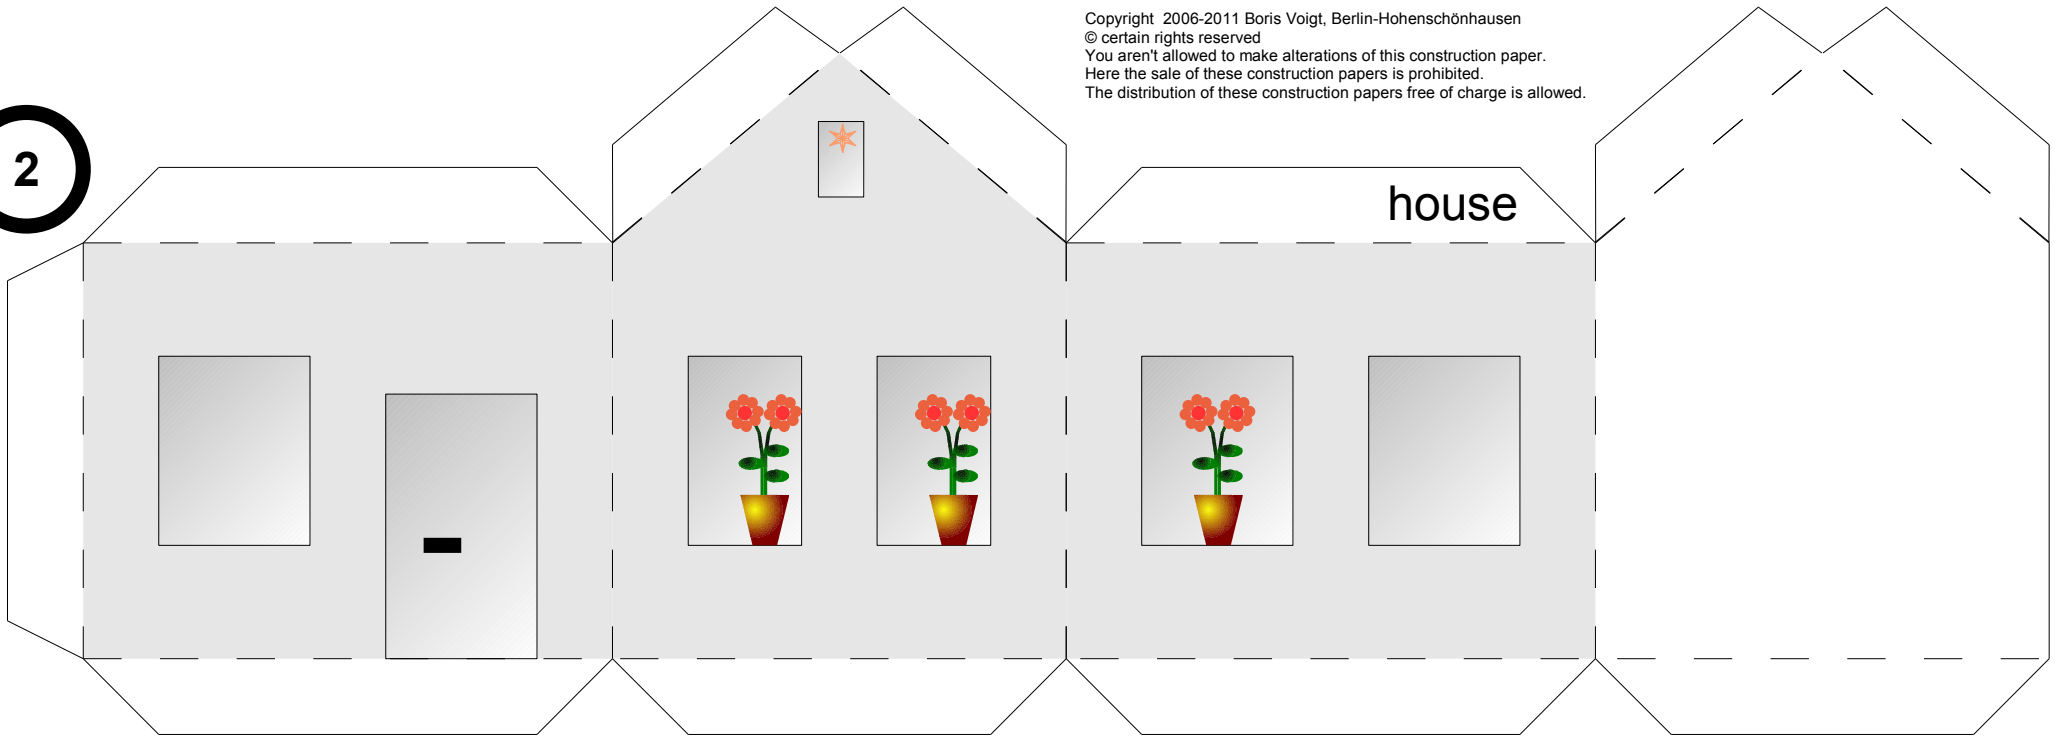 Copyright  2006-2011 Boris Voigt, Berlin-Hohenschönhausen
© certain rights reserved
You aren't allowed to make alterations of this construction paper.
Here the sale of these construction papers is prohibited.
The distribution of these construction papers free of charge is allowed.
2
house